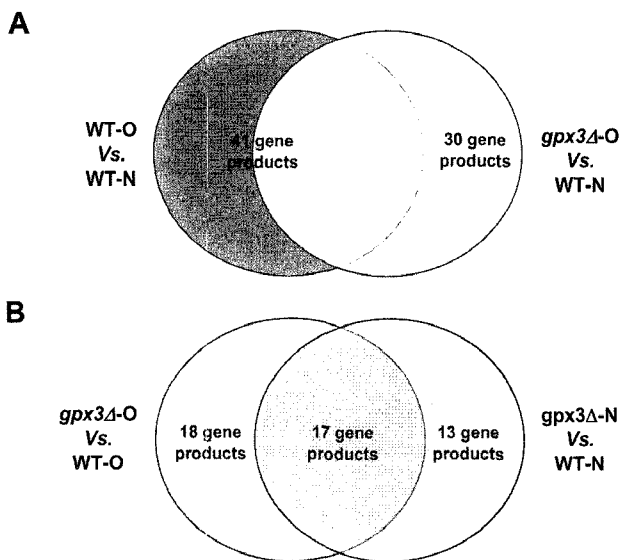 A
WT-O
Vs.
WT-N
41 gene
products
30 gene
products
gpx3Δ-O
Vs.
WT-N
B
gpx3Δ-O
Vs.
WT-O
18 gene
products
17 gene
products
13 gene
products
gpx3Δ-N
Vs.
WT-N